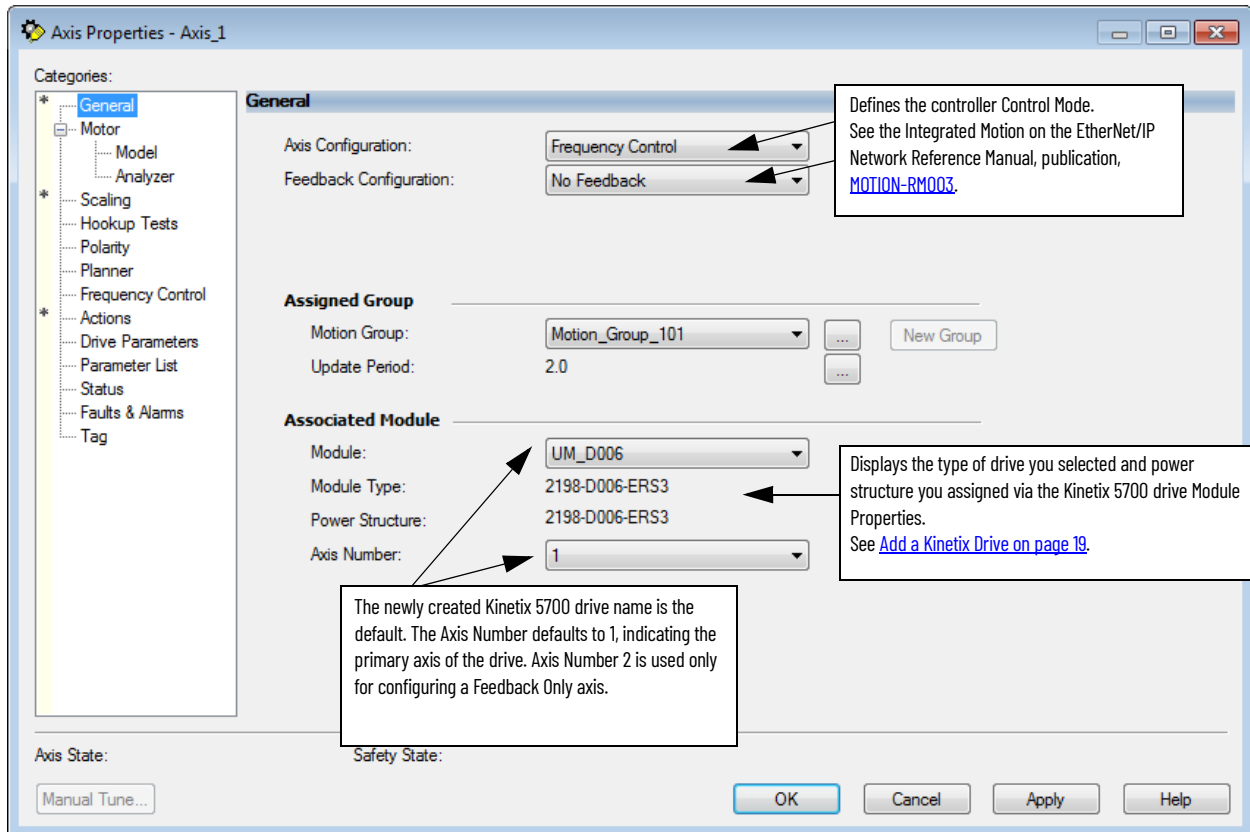 Axis Properties - Axis_1
Categories:
* General
Motor
Model
Analyzer
* Scaling
Hookup Tests
Polarity
Planner
Frequency Control
* Actions
Drive Parameters
Parameter List
Status
Faults & Alarms
Tag
General
Axis Configuration: Frequency Control
Feedback Configuration: No Feedback
Defines the controller Control Mode.
See the Integrated Motion on the EtherNet/IP
Network Reference Manual, publication,
MOTION-RM003.
Assigned Group
Motion Group: Motion_Group_101 ... New Group
Update Period: 2.0 ...
Associated Module
Module: UM_D006
Module Type: 2198-D006-ERS3
Power Structure: 2198-D006-ERS3
Axis Number: 1
Displays the type of drive you selected and power
structure you assigned via the Kinetix 5700 drive Module
Properties.
See Add a Kinetix Drive on page 19.
The newly created Kinetix 5700 drive name is the
default. The Axis Number defaults to 1, indicating the
primary axis of the drive. Axis Number 2 is used only
for configuring a Feedback Only axis.
Axis State: Safety State:
Manual Tune... OK Cancel Apply Help